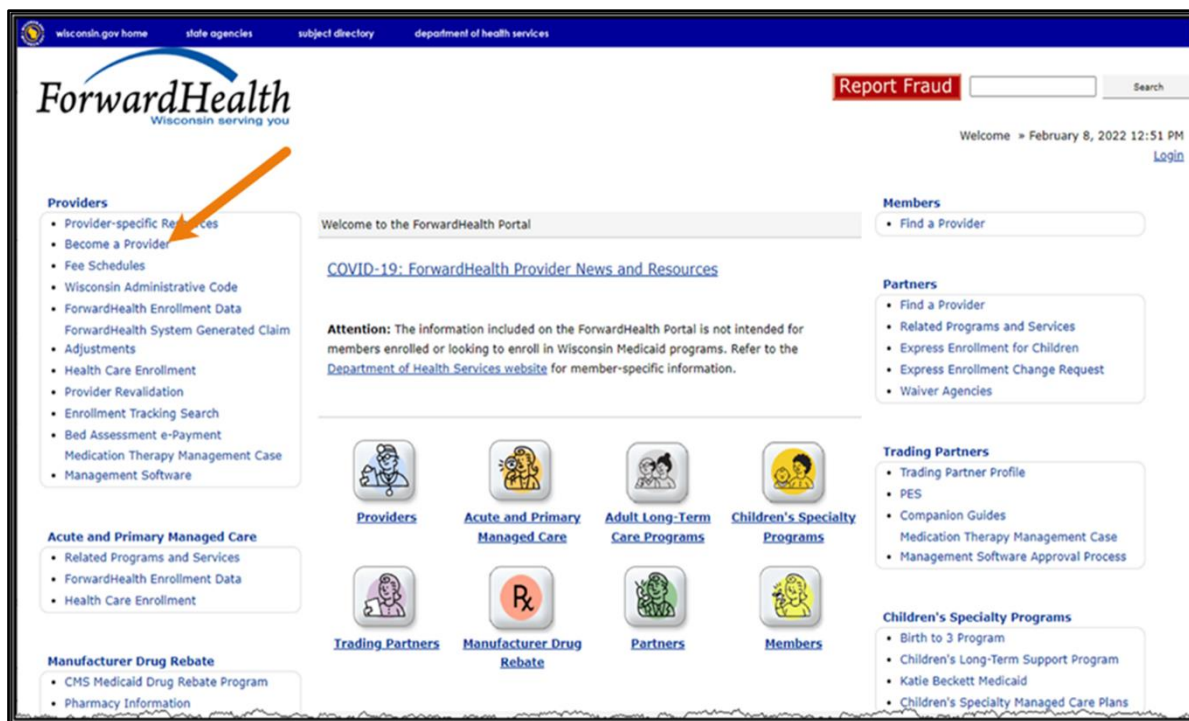 wisconsin.gov home state agencies subject directory department of health services
ForwardHealth
Wisconsin serving you
Report Fraud
Search
Welcome » February 8, 2022 12:51 PM
Login
Providers
• Provider-specific Resources
• Become a Provider
• Fee Schedules
• Wisconsin Administrative Code
• ForwardHealth Enrollment Data
ForwardHealth System Generated Claim
• Adjustments
• Health Care Enrollment
• Provider Revalidation
• Enrollment Tracking Search
• Bed Assessment e-Payment
Medication Therapy Management Case
• Management Software
Acute and Primary Managed Care
• Related Programs and Services
• ForwardHealth Enrollment Data
• Health Care Enrollment
Manufacturer Drug Rebate
• CMS Medicaid Drug Rebate Program
• Pharmacy Information
Welcome to the ForwardHealth Portal
COVID-19: ForwardHealth Provider News and Resources
Attention: The information included on the ForwardHealth Portal is not intended for
members enrolled or looking to enroll in Wisconsin Medicaid programs. Refer to the
Department of Health Services website for member-specific information.
Providers
Acute and Primary
Managed Care
Adult Long-Term
Care Programs
Children's Specialty
Programs
Rx
Trading Partners
Manufacturer Drug
Rebate
Partners
Members
Members
• Find a Provider
Partners
• Find a Provider
• Related Programs and Services
• Express Enrollment for Children
• Express Enrollment Change Request
• Waiver Agencies
Trading Partners
• Trading Partner Profile
• PES
• Companion Guides
Medication Therapy Management Case
• Management Software Approval Process
Children's Specialty Programs
• Birth to 3 Program
• Children's Long-Term Support Program
• Katie Beckett Medicaid
• Children's Specialty Managed Care Plans